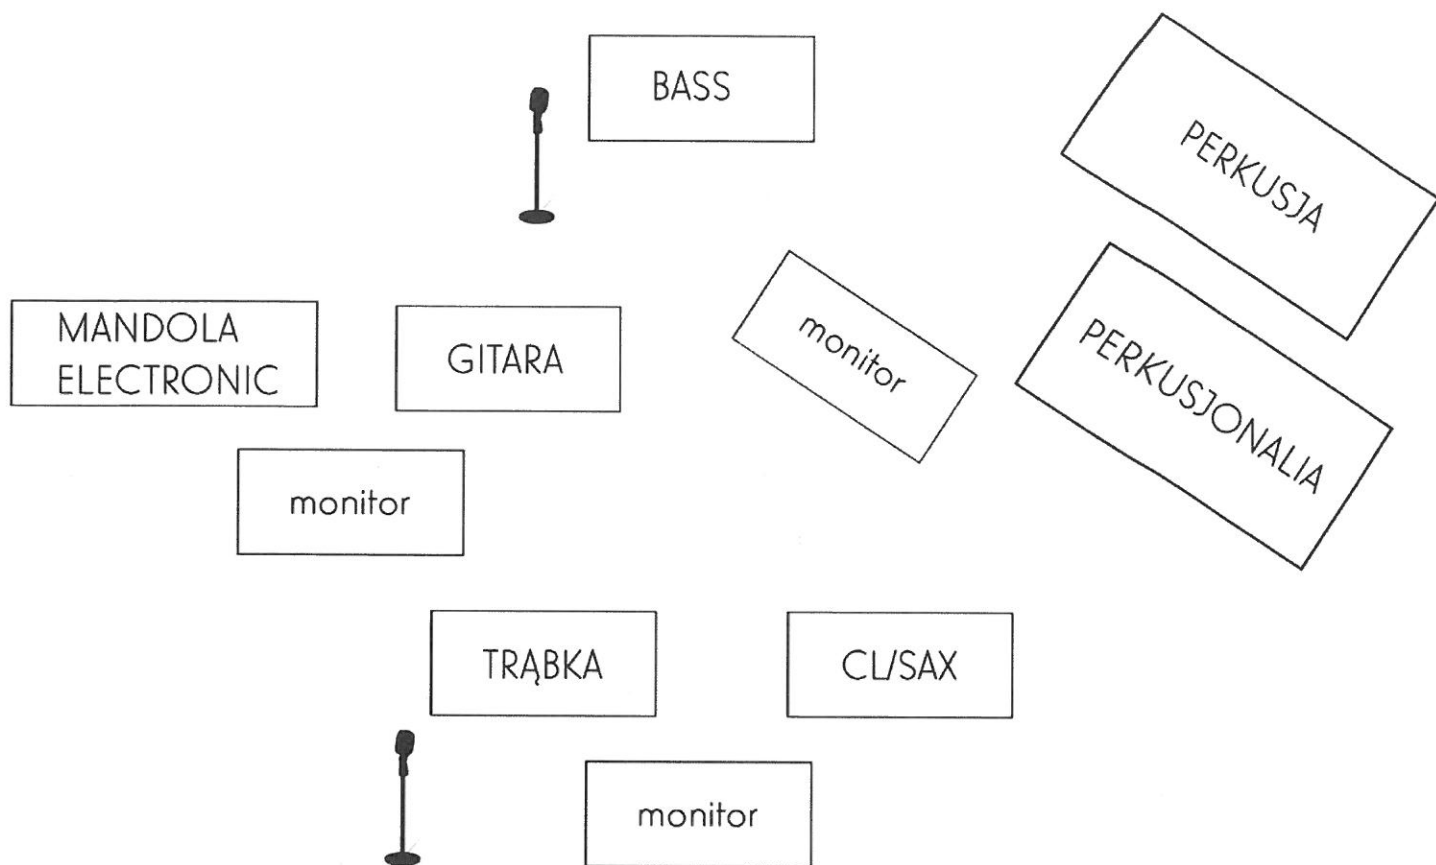 BASS
PERKUSJA
MANDOLA
ELECTRONIC
GITARA
monitor
PERKUSJONALIA
monitor
TRĄBKA
CL/SAX
monitor